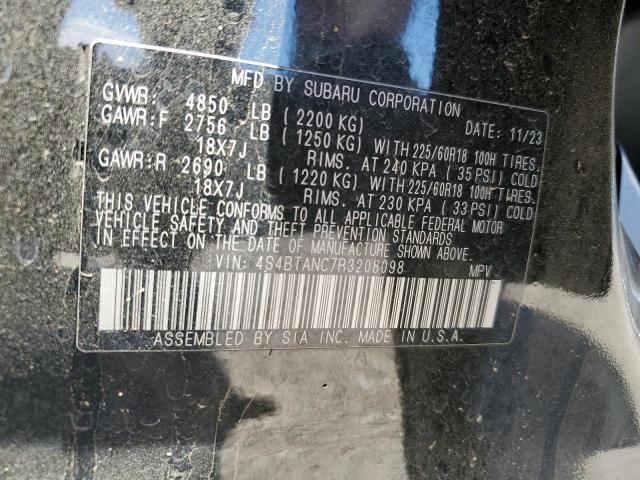 MFD BY SUBARU CORPORATION DATE: 11/23
GVWR: 4850 LB ( 2200 KG)
GAWR:F 2756 LB ( 1250 KG) WITH 225/60R18 100H TIRES.
18X7J RIMS. AT 240 KPA ( 35 PSI) COLD
GAWR:R 2690 LB ( 1220 KG) WITH 225/60R18 100H TIRES.
18X7J RIMS. AT 230 KPA ( 33 PSI) COLD
THIS VEHICLE CONFORMS TO ALL APPLICABLE FEDERAL MOTOR
VEHICLE SAFETY AND THEFT PREVENTION STANDARDS
IN EFFECT ON THE DATE OF MANUFACTURE SHOWN ABOVE.
VIN: 4S4BTANC7R3208098 MPV
ASSEMBLED BY SIA INC. MADE IN U.S.A.